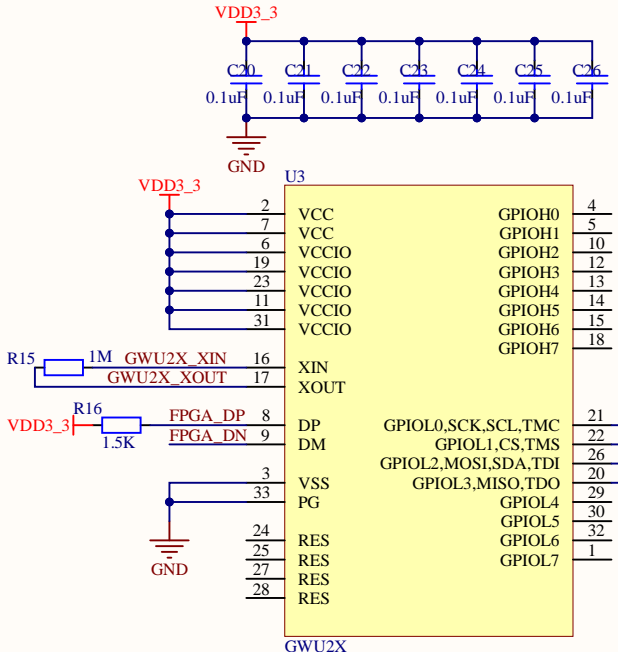 VDD3_3
C20 C21 C22 C23 C24 C25 C26
0.1uF 0.1uF 0.1uF 0.1uF 0.1uF 0.1uF 0.1uF
GND
U3
VDD3_3
2 VCC GPIOH0 4
7 VCC GPIOH1 5
6 VCCIO GPIOH2 10
19 VCCIO GPIOH3 12
23 VCCIO GPIOH4 13
11 VCCIO GPIOH5 14
31 VCCIO GPIOH6 15
GPIOH7 18
R15 1M GWU2X_XIN 16 XIN
GWU2X_XOUT 17 XOUT
R16
VDD3_3 1.5K FPGA_DP 8 DP GPIOL0,SCK,SCL,TMC 21
FPGA_DN 9 DM GPIOL1,CS,TMS 22
GPIOL2,MOSI,SDA,TDI 26
3 VSS GPIOL3,MISO,TDO 20
33 PG GPIOL4 29
GPIOL5 30
24 RES GPIOL6 32
25 RES GPIOL7 1
GND
27 RES
28 RES
GWU2X